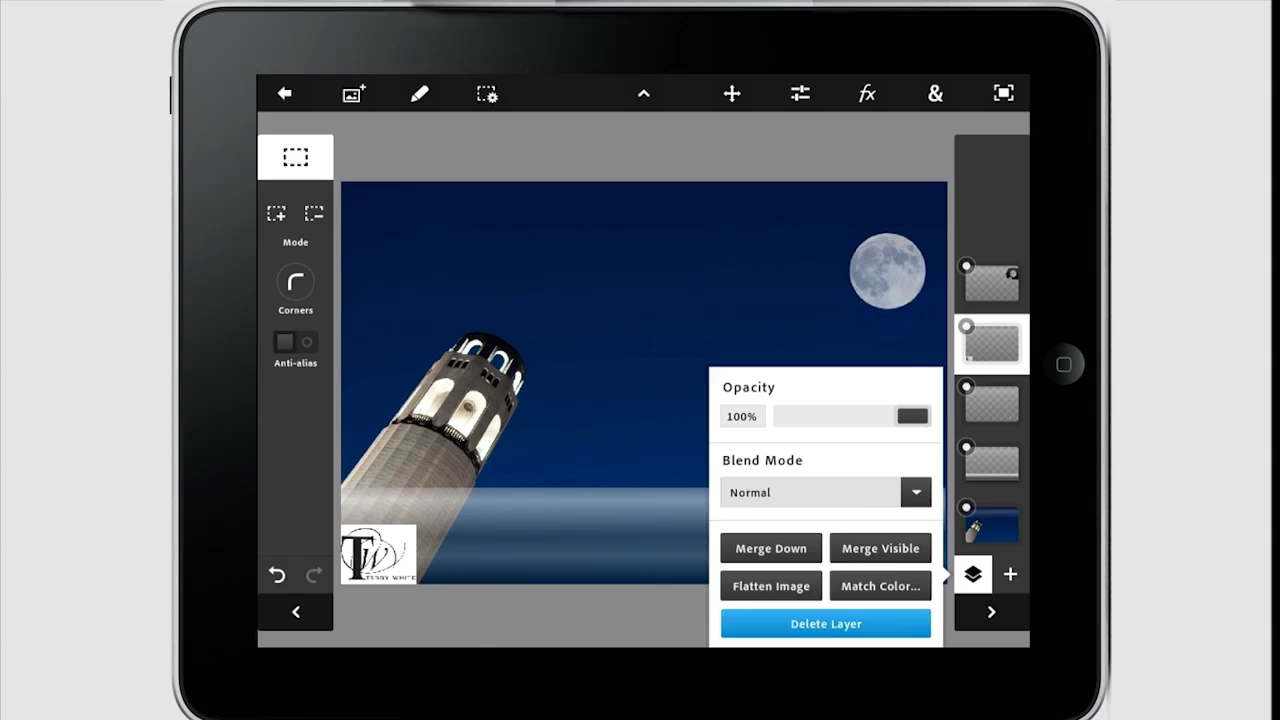 fx
&
Mode
Corners
Anti-alias
Opacity
100%
Blend Mode
Normal
Merge Down
Merge Visible
Flatten Image
Match Color...
Delete Layer
TW
TERRY WHITE